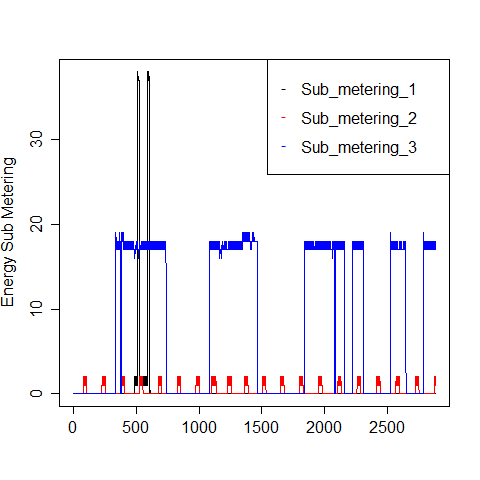 Sub_metering_1
Sub_metering_2
Sub_metering_3
Energy Sub Metering
30
20
10
0
0 500 1000 1500 2000 2500